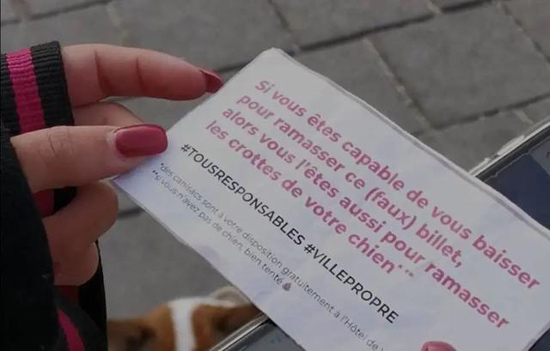 Si vous êtes capable de vous baisser
pour ramasser ce (faux) billet,
alors vous l'êtes aussi pour ramasser
les crottes de votre chien**
#TOUSRESPONSABLES #VILLEPROPRE
*des canisacs sont à votre disposition gratuitement à l'Hôtel de
**si vous n'avez pas de chien, bien tenté